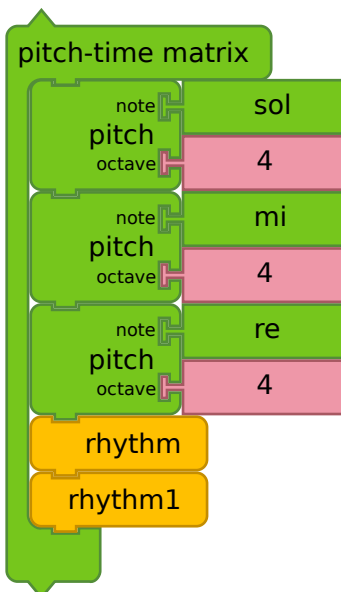 pitch-time matrix
note sol
pitch
octave 4
note mi
pitch
octave 4
note re
pitch
octave 4
rhythm
rhythm1